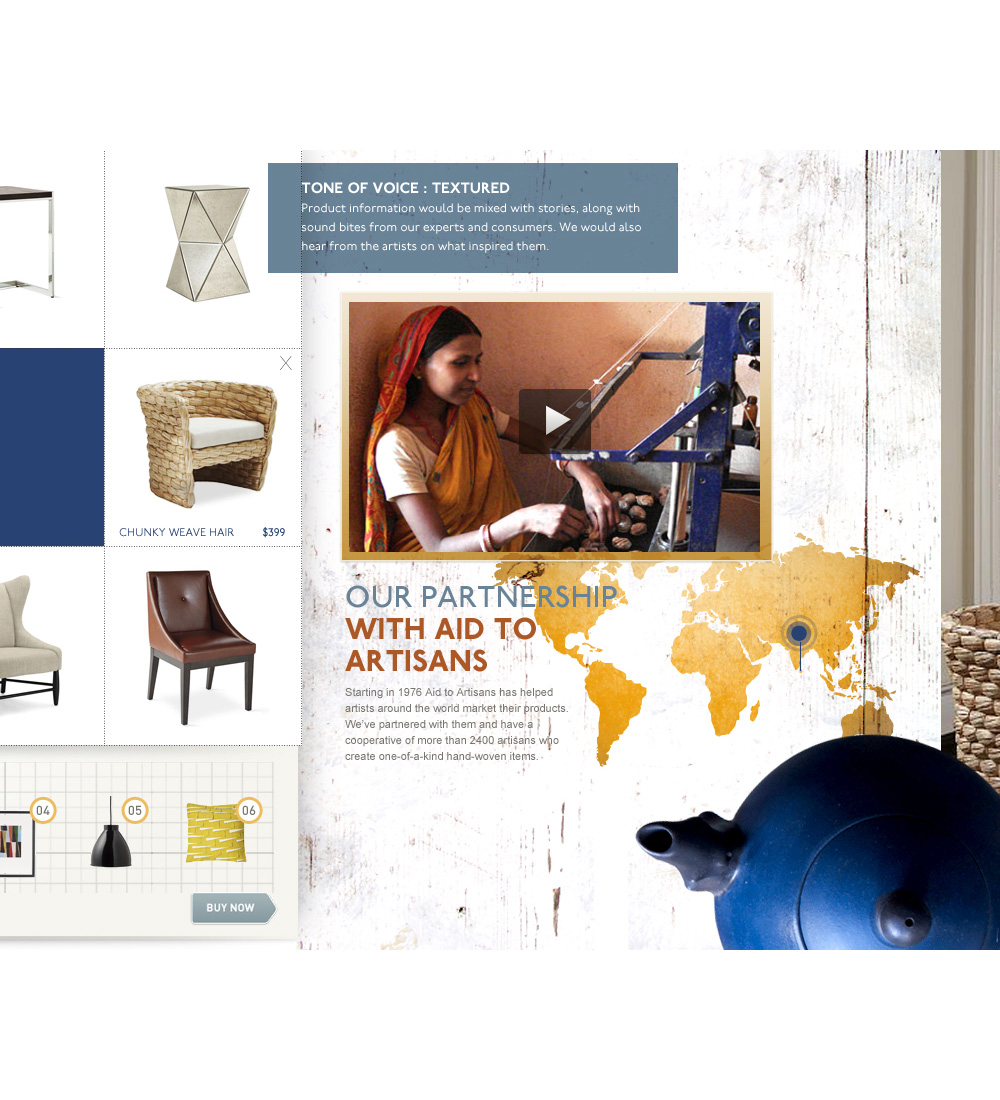 TONE OF VOICE : TEXTURED
Product information would be mixed with stories, along with
sound bites from our experts and consumers. We would also
hear from the artists on what inspired them.
X
CHUNKY WEAVE HAIR $399
OUR PARTNERSHIP
WITH AID TO
ARTISANS
Starting in 1976 Aid to Artisans has helped
artists around the world market their products.
We've partnered with them and have a
cooperative of more than 2400 artisans who
create one-of-a-kind hand-woven items.
04 05 06
BUY NOW